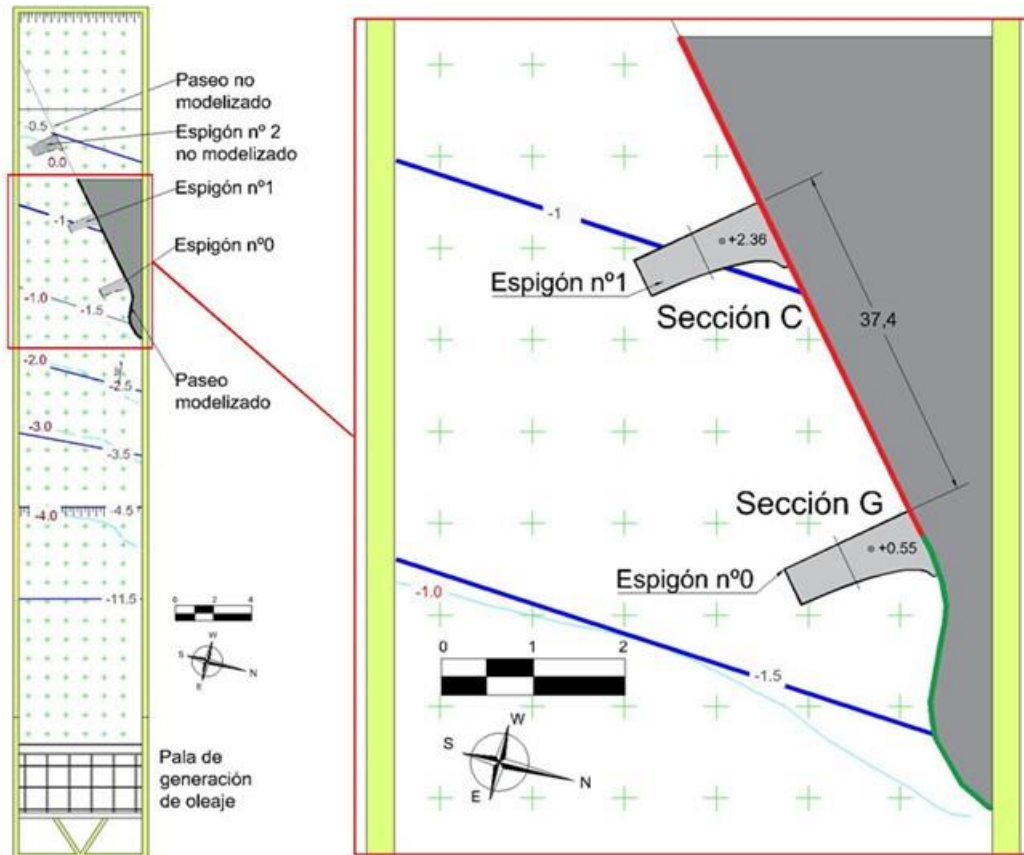 Paseo no
modelizado
Espigón nº 2
no modelizado
Espigón nº1
Espigón nº0
Paseo
modelizado
-0.5
0.0
-1
-1.0
-1.5
-2.0
-2.5
-3.0
-3.5
-4.0
-4.5
-11.5
0 2 4
W
S
N
E
Pala de
generación
de oleaje
-1
+2.36
Espigón nº1
Sección C
37,4
Sección G
+0.55
Espigón nº0
-1.0
-1.5
0 1 2
W
S
N
E